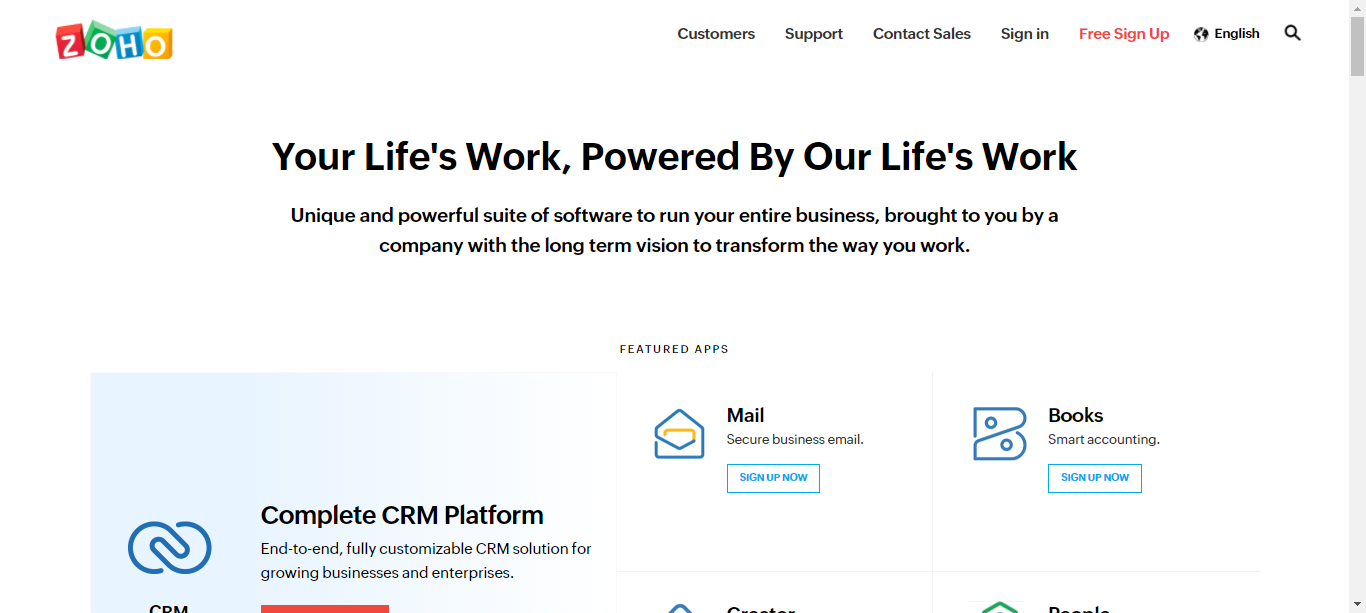 ZOHO
Customers Support Contact Sales Sign in Free Sign Up English
Your Life's Work, Powered By Our Life's Work
Unique and powerful suite of software to run your entire business, brought to you by a
company with the long term vision to transform the way you work.
FEATURED APPS
Mail
Secure business email.
SIGN UP NOW
Books
Smart accounting.
SIGN UP NOW
Complete CRM Platform
End-to-end, fully customizable CRM solution for
growing businesses and enterprises.
CRM
Creator
People